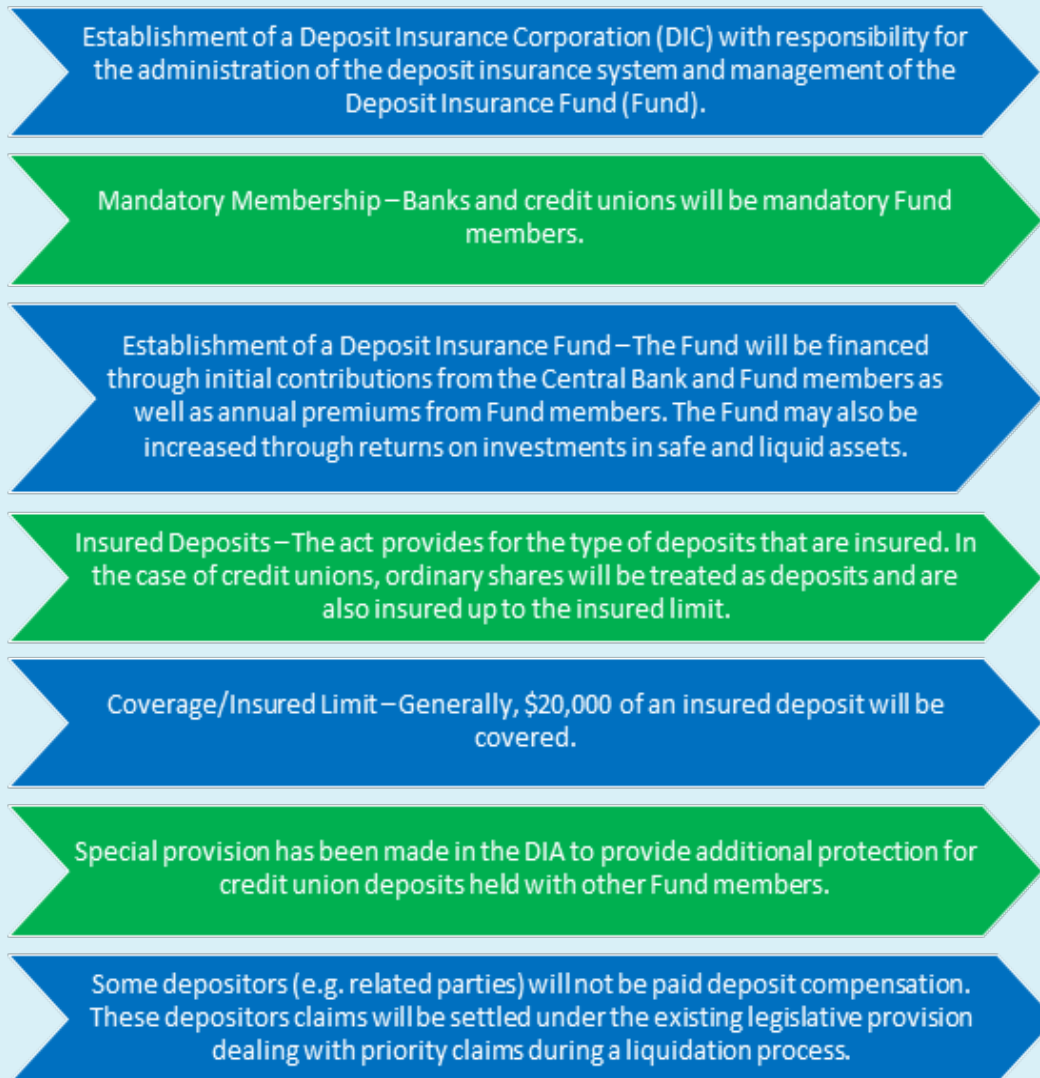 Establishment of a Deposit Insurance Corporation (DIC) with responsibility for
the administration of the deposit insurance system and management of the
Deposit Insurance Fund (Fund).
Mandatory Membership – Banks and credit unions will be mandatory Fund
members.
Establishment of a Deposit Insurance Fund – The Fund will be financed
through initial contributions from the Central Bank and Fund members as
well as annual premiums from Fund members. The Fund may also be
increased through returns on investments in safe and liquid assets.
Insured Deposits – The act provides for the type of deposits that are insured. In
the case of credit unions, ordinary shares will be treated as deposits and are
also insured up to the insured limit.
Coverage/Insured Limit – Generally, $20,000 of an insured deposit will be
covered.
Special provision has been made in the DIA to provide additional protection for
credit union deposits held with other Fund members.
Some depositors (e.g. related parties) will not be paid deposit compensation.
These depositors claims will be settled under the existing legislative provision
dealing with priority claims during a liquidation process.